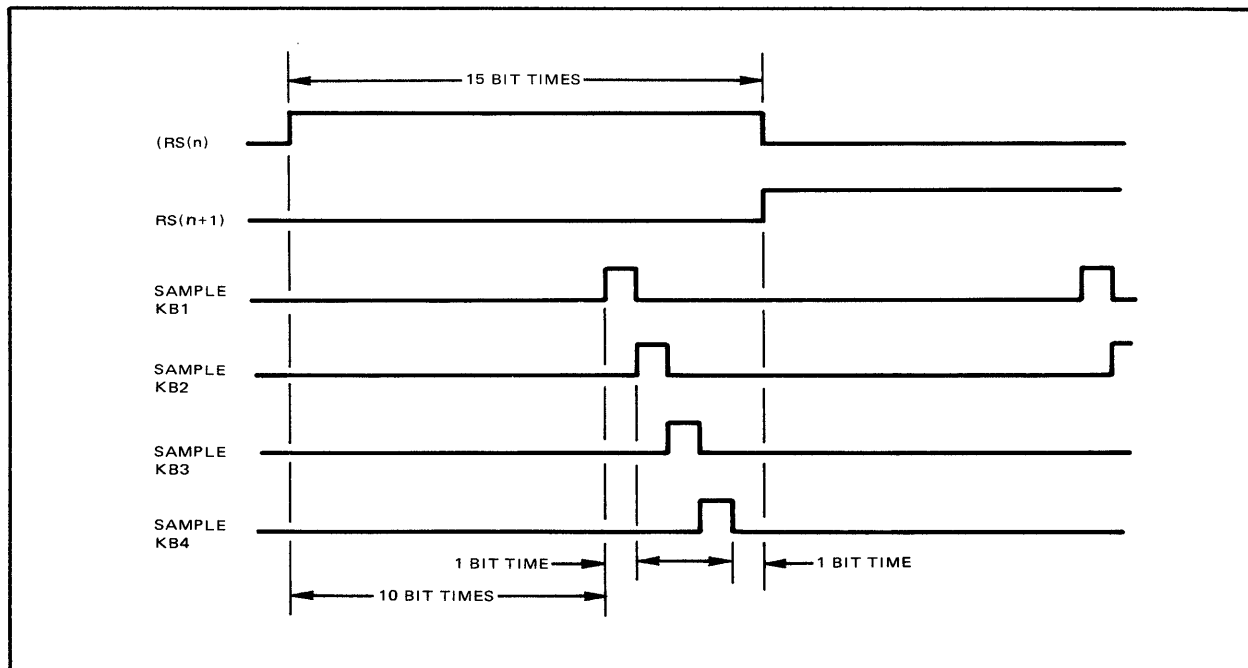 15 BIT TIMES
(RS(n)
RS(n+1)
SAMPLE
KB1
SAMPLE
KB2
SAMPLE
KB3
SAMPLE
KB4
1 BIT TIME
1 BIT TIME
10 BIT TIMES